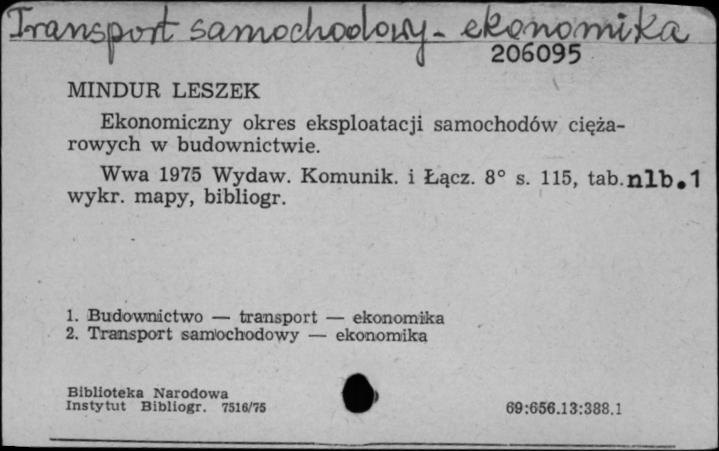 Transport samochodowy - ekonomika
206095
MINDUR LESZEK
Ekonomiczny okres eksploatacji samochodów cięża-
rowych w budownictwie.
Wwa 1975 Wydaw. Komunik. i Łącz. 8° s. 115, tab. nlb. 1
wykr. mapy, bibliogr.
1. Budownictwo — transport — ekonomika
2. Transport samochodowy — ekonomika
Biblioteka Narodowa
Instytut Bibliogr. 7516/75
69:656.13:388.1